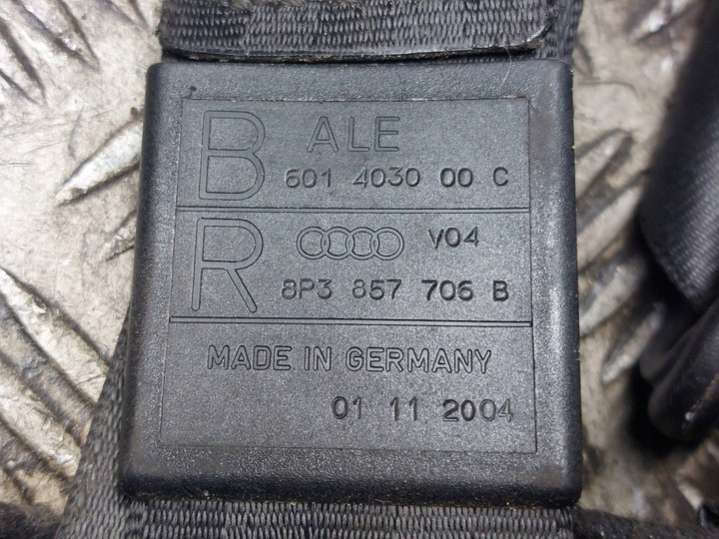 B ALE
601 4030 00 C
R V04
8P3 857 706 B
MADE IN GERMANY
01 11 2004